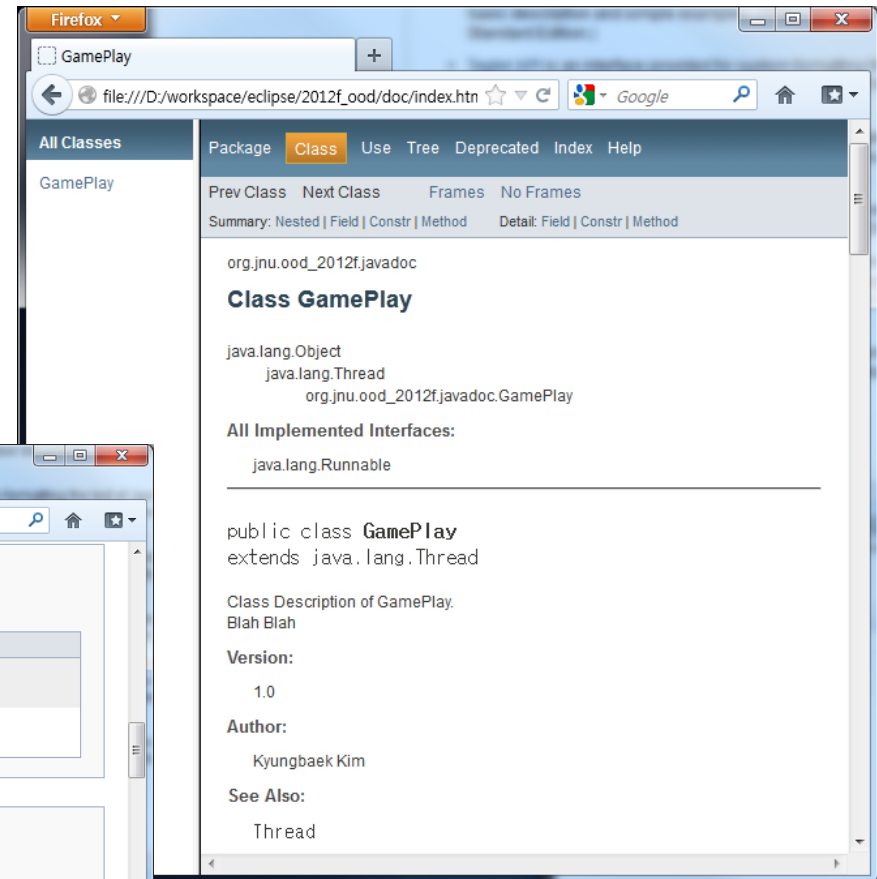 Firefox
GamePlay
file:///D:/workspace/eclipse/2012f_ood/doc/index.htn
Google
All Classes
GamePlay
Package Class Use Tree Deprecated Index Help
Prev Class Next Class Frames No Frames
Summary: Nested | Field | Constr | Method Detail: Field | Constr | Method
org.jnu.ood_2012f.javadoc
Class GamePlay
java.lang.Object
java.lang.Thread
org.jnu.ood_2012f.javadoc.GamePlay
All Implemented Interfaces:
java.lang.Runnable
public class GamePlay
extends java.lang.Thread
Class Description of GamePlay.
Blah Blah
Version:
1.0
Author:
Kyungbaek Kim
See Also:
Thread